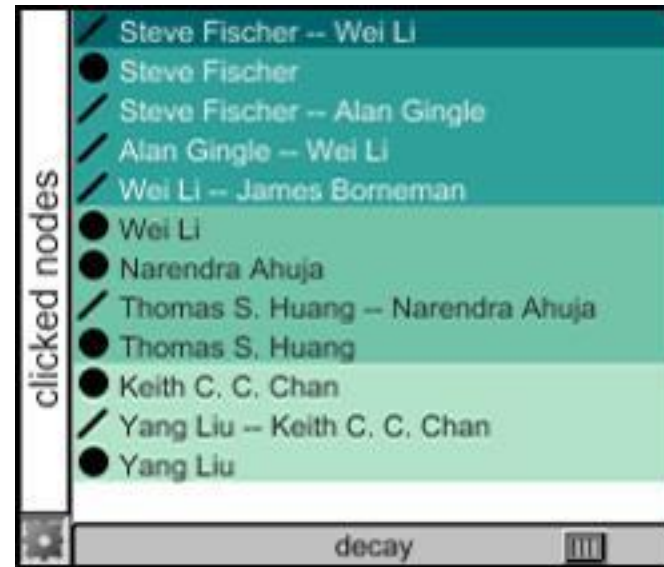 clicked nodes
Steve Fischer -- Wei Li
Steve Fischer
Steve Fischer -- Alan Gingle
Alan Gingle -- Wei Li
Wei Li -- James Borneman
Wei Li
Narendra Ahuja
Thomas S. Huang -- Narendra Ahuja
Thomas S. Huang
Keith C. C. Chan
Yang Liu -- Keith C. C. Chan
Yang Liu
decay